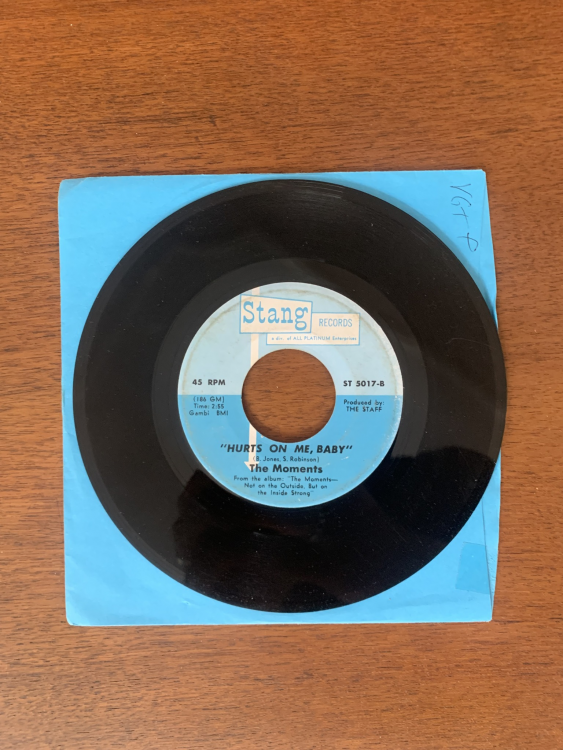 VG+
Stang
RECORDS
a div. of ALL PLATINUM Enterprises
45 RPM
ST 5017-B
(186 GM)
Time: 2:55
Gambi BMI
Produced by:
THE STAFF
"HURTS ON ME, BABY"
(B. Jones, S. Robinson)
The Moments
From the album: "The Moments—
Not on the Outside, But on
the Inside Strong"